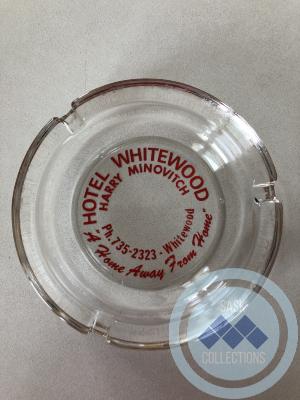 HOTEL WHITEWOOD
HARRY MINOVITCH
Ph. 735-2323 - Whitewood
"A Home Away From Home"
SASK
COLLECTIONS